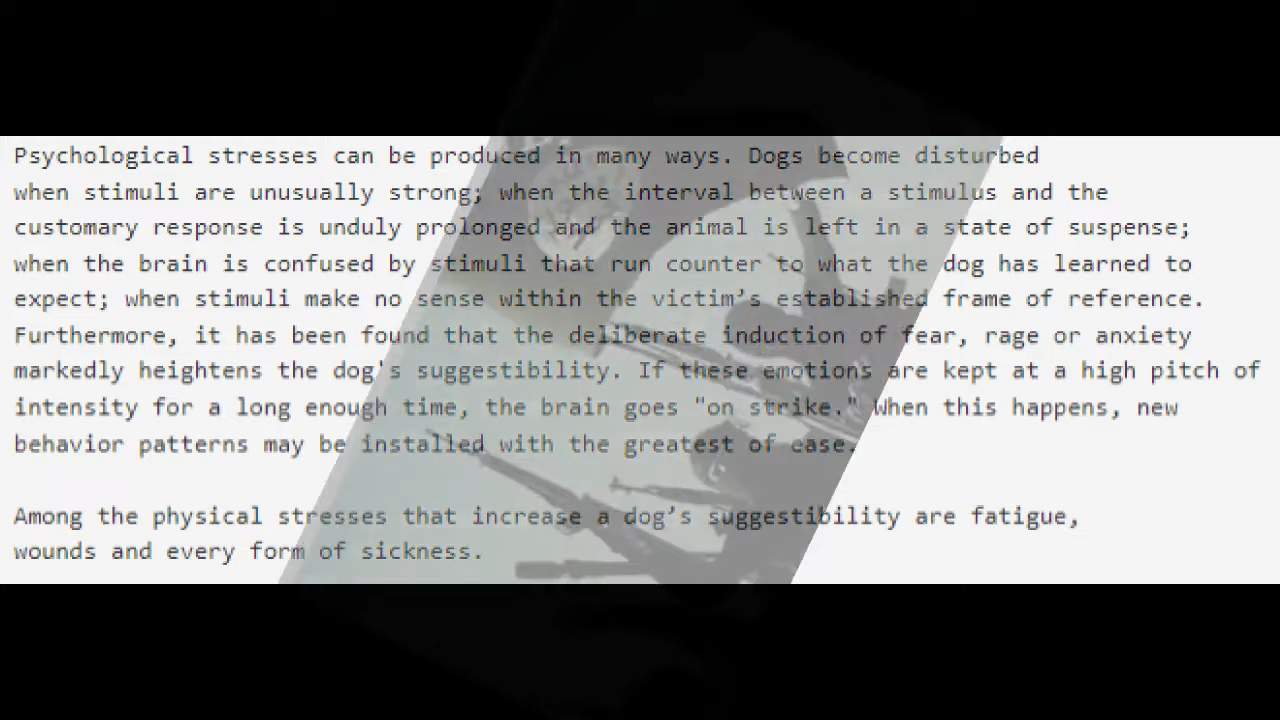 Psychological stresses can be produced in many ways. Dogs become disturbed
when stimuli are unusually strong; when the interval between a stimulus and the
customary response is unduly prolonged and the animal is left in a state of suspense;
when the brain is confused by stimuli that run counter to what the dog has learned to
expect; when stimuli make no sense within the victim’s established frame of reference.
Furthermore, it has been found that the deliberate induction of fear, rage or anxiety
markedly heightens the dog's suggestibility. If these emotions are kept at a high pitch of
intensity for a long enough time, the brain goes "on strike." When this happens, new
behavior patterns may be installed with the greatest of ease.
Among the physical stresses that increase a dog’s suggestibility are fatigue,
wounds and every form of sickness.